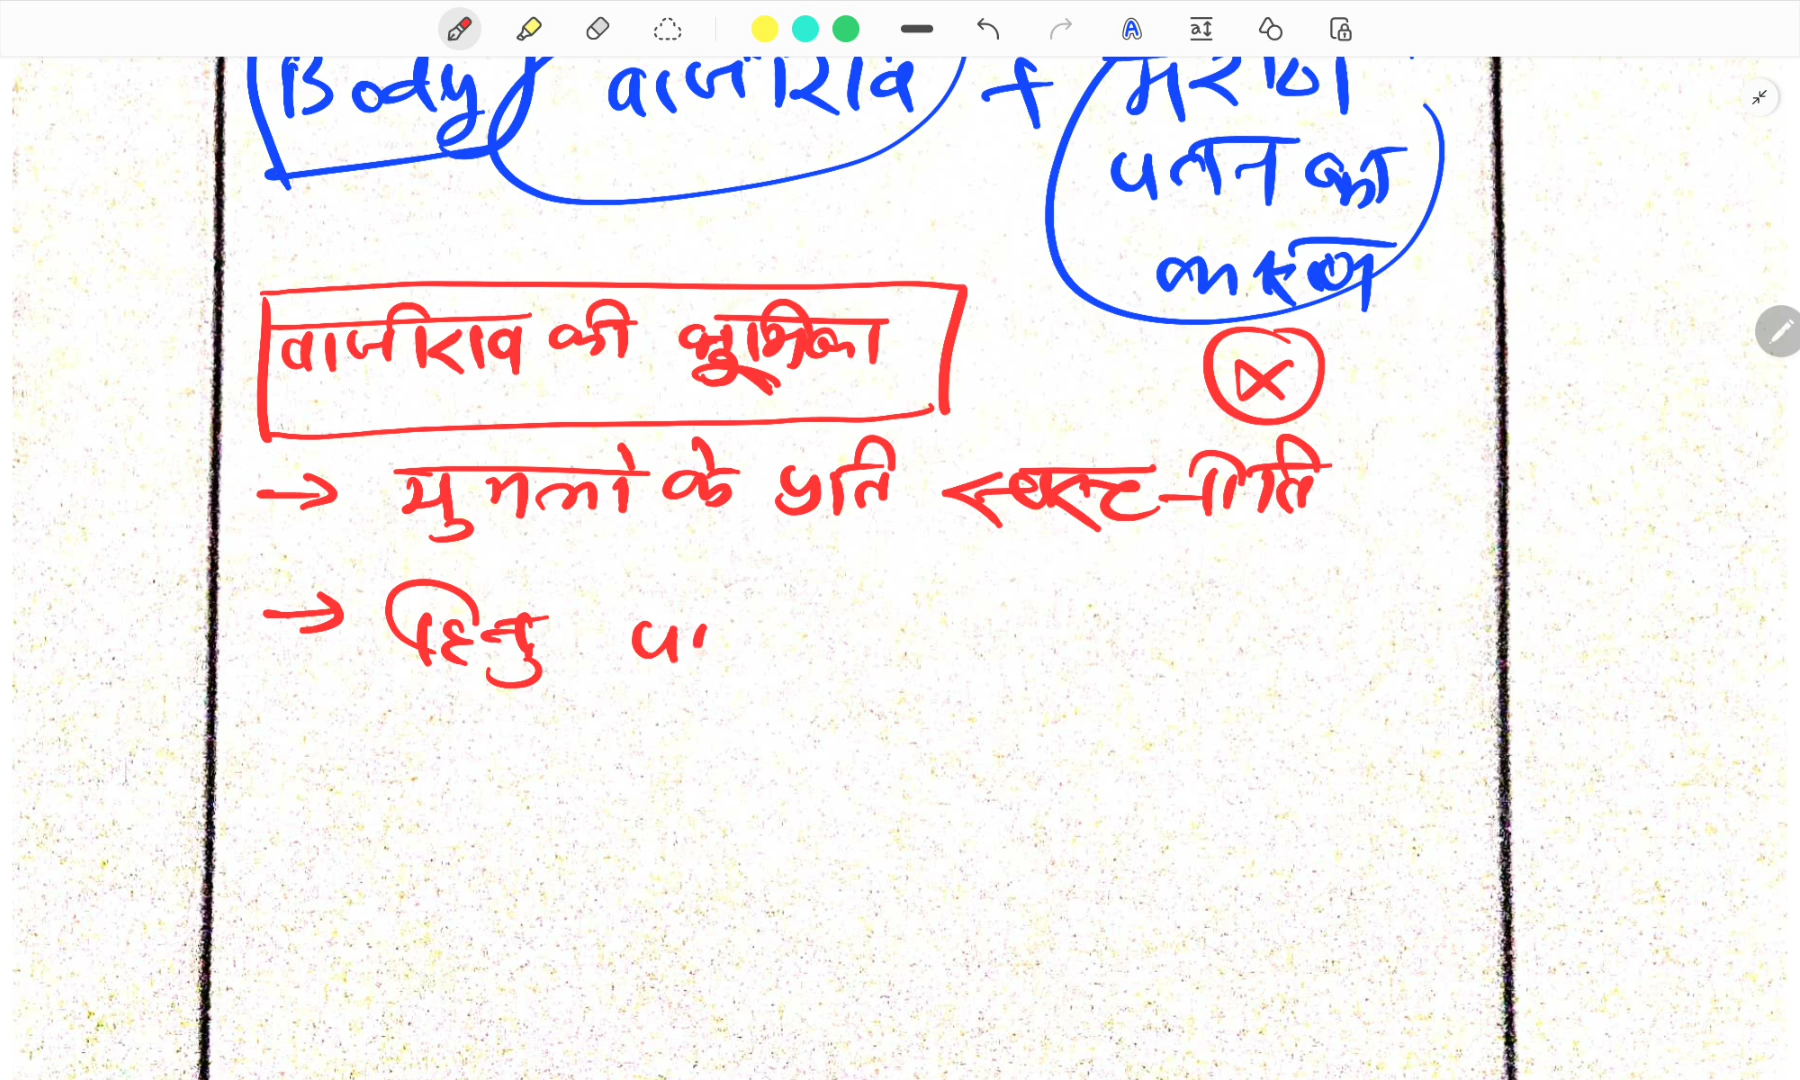 Body बाजीराव + मराठा
पतन का
कारण
बाजीराव की भूमिका
→ मुगलों के प्रति स्पष्ट नीति
→ हिन्दु पा